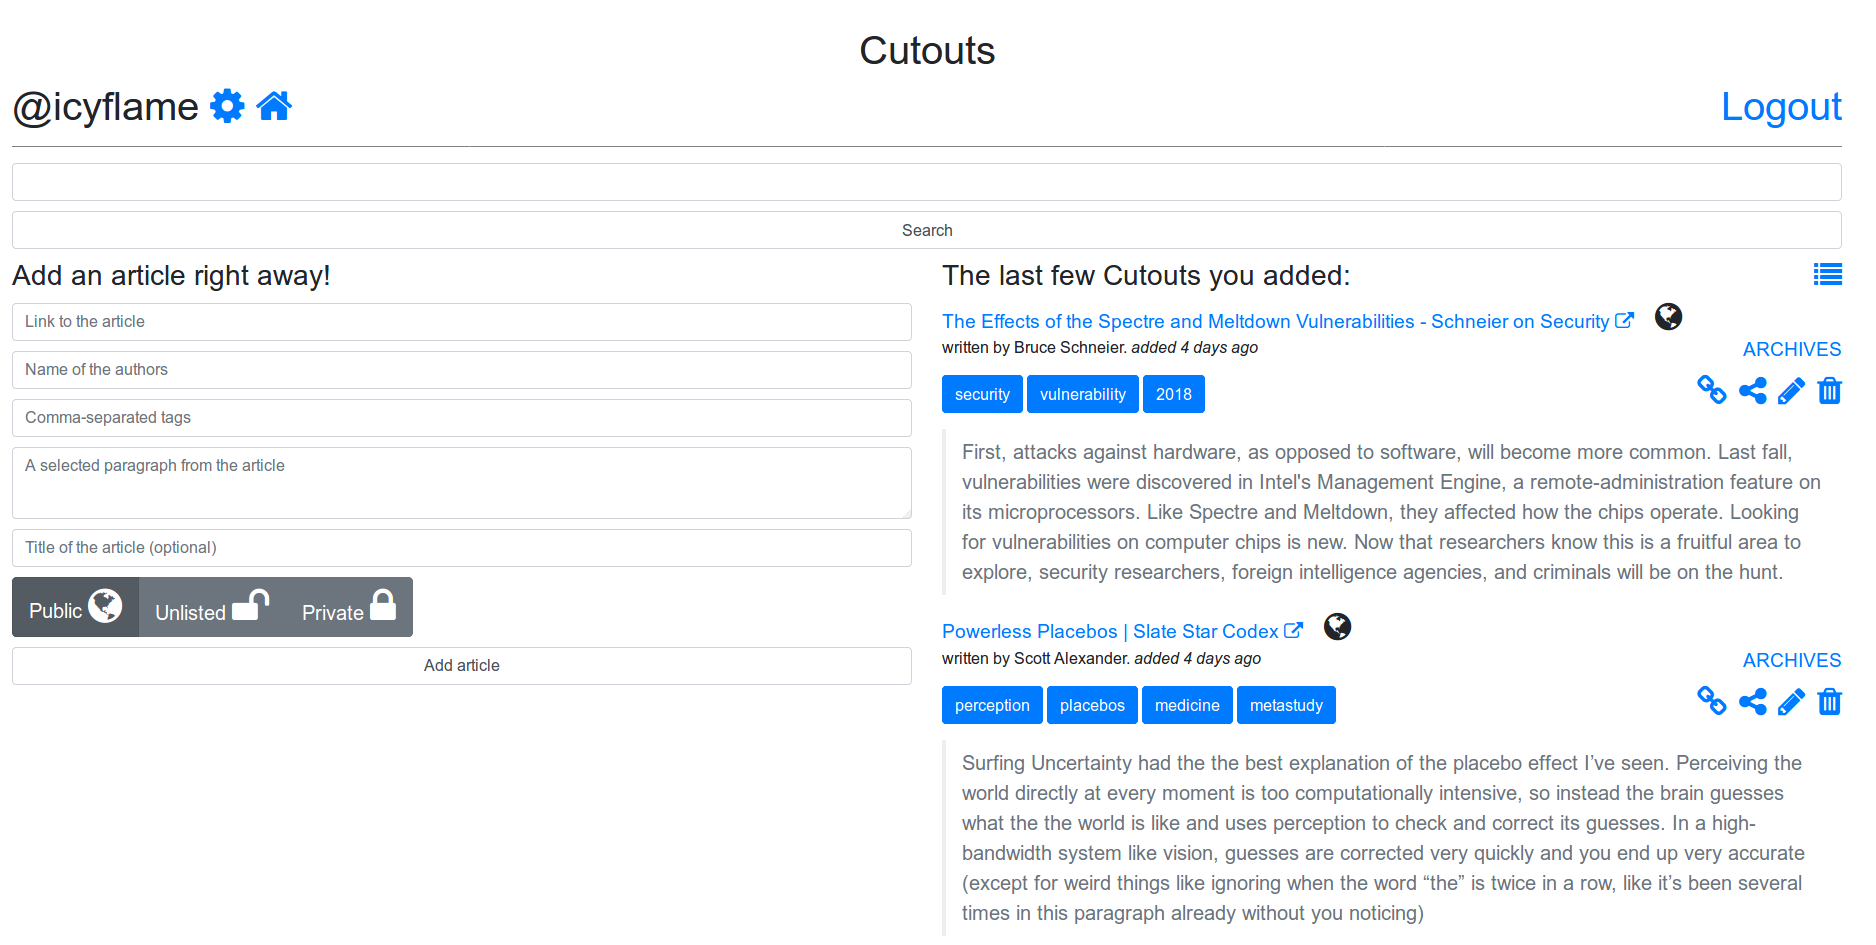 Cutouts
@icyflame
Logout
Search
Add an article right away!
Link to the article
Name of the authors
Comma-separated tags
A selected paragraph from the article
Title of the article (optional)
Public
Unlisted
Private
Add article
The last few Cutouts you added:
The Effects of the Spectre and Meltdown Vulnerabilities - Schneier on Security
written by Bruce Schneier. added 4 days ago
ARCHIVES
security
vulnerability
2018
First, attacks against hardware, as opposed to software, will become more common. Last fall,
vulnerabilities were discovered in Intel's Management Engine, a remote-administration feature on
its microprocessors. Like Spectre and Meltdown, they affected how the chips operate. Looking
for vulnerabilities on computer chips is new. Now that researchers know this is a fruitful area to
explore, security researchers, foreign intelligence agencies, and criminals will be on the hunt.
Powerless Placebos | Slate Star Codex
written by Scott Alexander. added 4 days ago
ARCHIVES
perception
placebos
medicine
metastudy
Surfing Uncertainty had the the best explanation of the placebo effect I’ve seen. Perceiving the
world directly at every moment is too computationally intensive, so instead the brain guesses
what the the world is like and uses perception to check and correct its guesses. In a high-
bandwidth system like vision, guesses are corrected very quickly and you end up very accurate
(except for weird things like ignoring when the word “the” is twice in a row, like it’s been several
times in this paragraph already without you noticing)